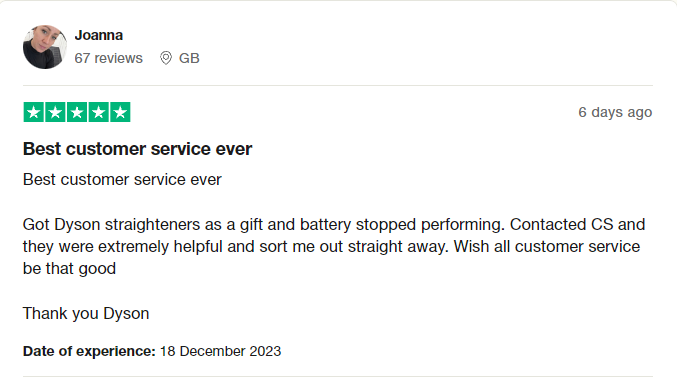 Joanna
67 reviews GB
6 days ago
Best customer service ever
Best customer service ever
Got Dyson straighteners as a gift and battery stopped performing. Contacted CS and
they were extremely helpful and sort me out straight away. Wish all customer service
be that good
Thank you Dyson
Date of experience: 18 December 2023